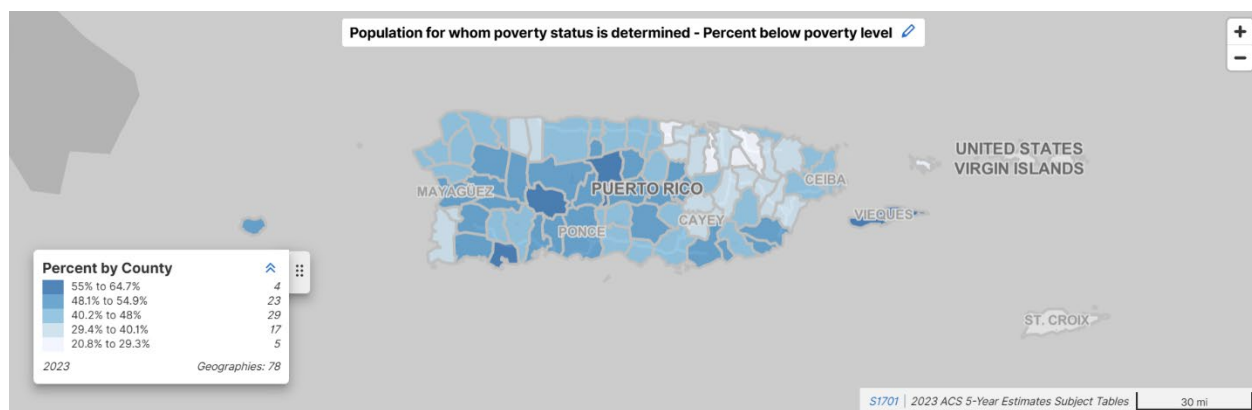 Population for whom poverty status is determined - Percent below poverty level
+
−
UNITED STATES
VIRGIN ISLANDS
MAYAGÜEZ
PUERTO RICO
CEIBA
VIEQUES
CAYEY
PONCE
ST. CROIX
Percent by County
55% to 64.7% 4
48.1% to 54.9% 23
40.2% to 48% 29
29.4% to 40.1% 17
20.8% to 29.3% 5
2023 Geographies: 78
S1701 | 2023 ACS 5-Year Estimates Subject Tables 30 mi